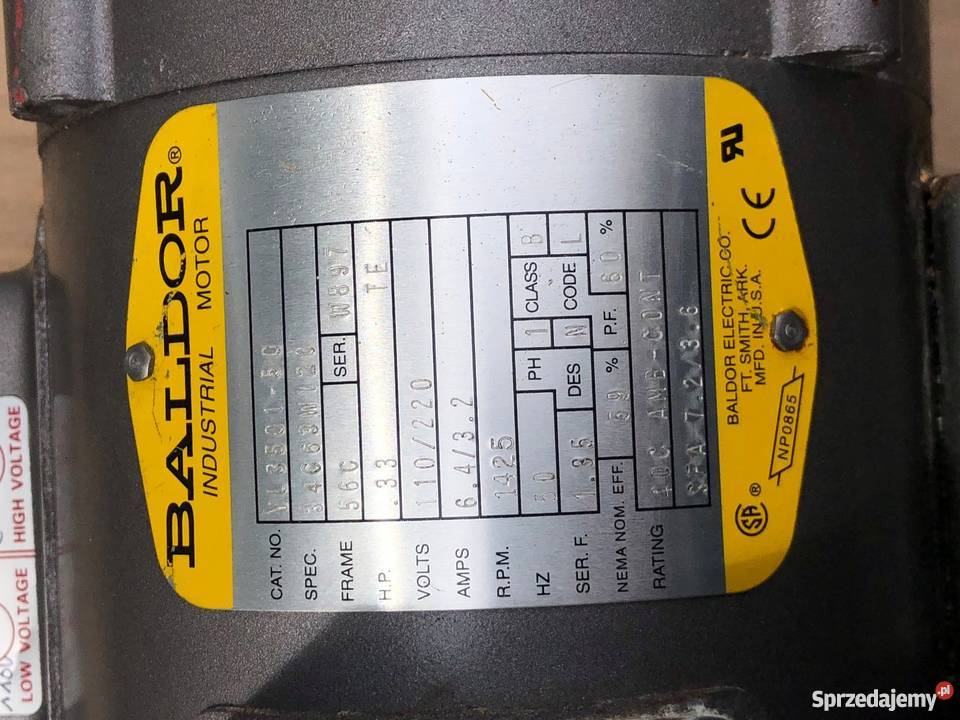 BALDOR®
INDUSTRIAL MOTOR
CAT. NO. VL3501-50
SPEC.
FRAME 56C SER. W897
H.P. .33 TE
VOLTS 110/220
AMPS 6.4/3.2
R.P.M. 1425
HZ 50 PH 1 CLASS B
SER. F. 1.35 DES N CODE L
NEMA NOM. EFF. 59 % P.F. 60 %
RATING 40C AMB-CONT
SFA 7.2/3.6
BALDOR ELECTRIC CO.
FT. SMITH, ARK.
MFD. IN U.S.A.
NP0865
SA ®
CE
LOW VOLTAGE HIGH VOLTAGE
Sprzedajemy.pl